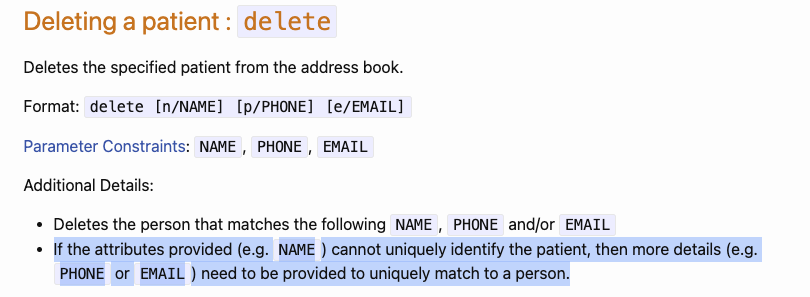 Deleting a patient : delete
Deletes the specified patient from the address book.
Format: delete [n/NAME] [p/PHONE] [e/EMAIL]
Parameter Constraints: NAME, PHONE, EMAIL
Additional Details:
• Deletes the person that matches the following NAME, PHONE and/or EMAIL
• If the attributes provided (e.g. NAME ) cannot uniquely identify the patient, then more details (e.g.
PHONE or EMAIL ) need to be provided to uniquely match to a person.